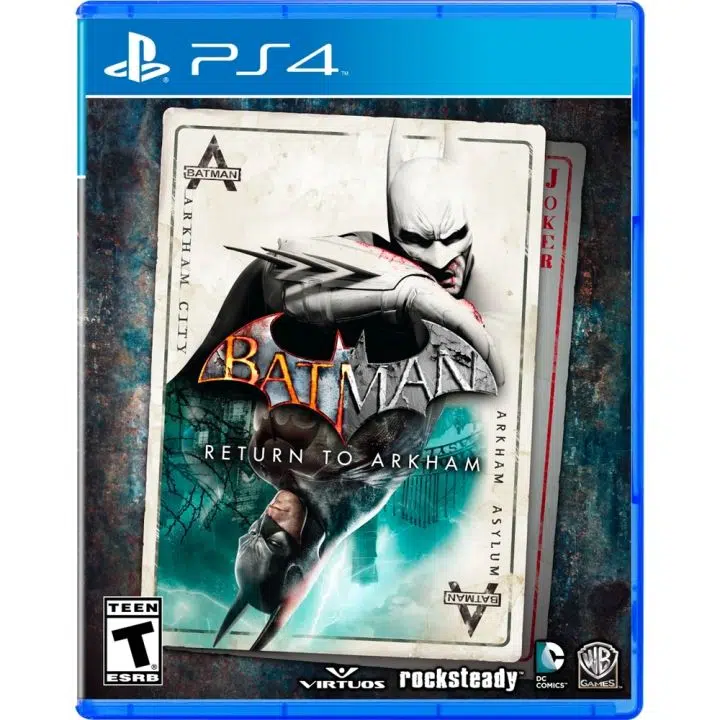 PS4
BATMAN
ARKHAM CITY
JOKER
BATMAN
RETURN TO ARKHAM
ARKHAM ASYLUM
BATMAN
TEEN
T
ESRB
VIRTUOS
rocksteady
DC
COMICS
WB
GAMES